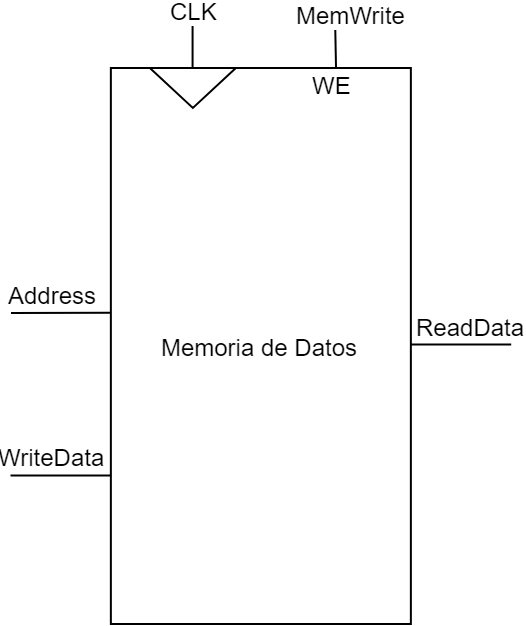 CLK
MemWrite
WE
Address
ReadData
Memoria de Datos
WriteData